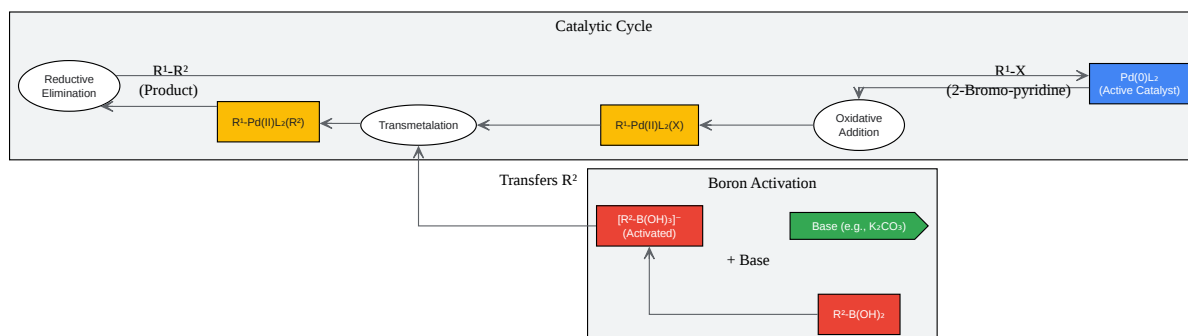 Catalytic Cycle
Reductive
Elimination
R¹-R²
(Product)
R¹-X
(2-Bromo-pyridine)
Pd(0)L₂
(Active Catalyst)
R¹-Pd(II)L₂(R²)
Transmetalation
R¹-Pd(II)L₂(X)
Oxidative
Addition
Transfers R²
Boron Activation
[R²-B(OH)₃]⁻
(Activated)
Base (e.g., K₂CO₃)
+ Base
R²-B(OH)₂